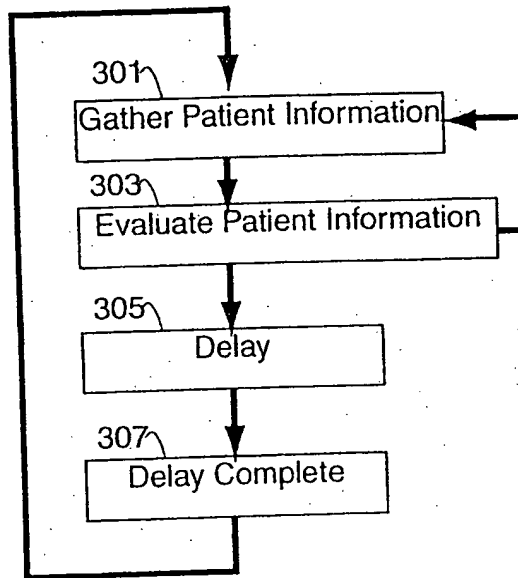 301
Gather Patient Information
303
Evaluate Patient Information
305
Delay
307
Delay Complete